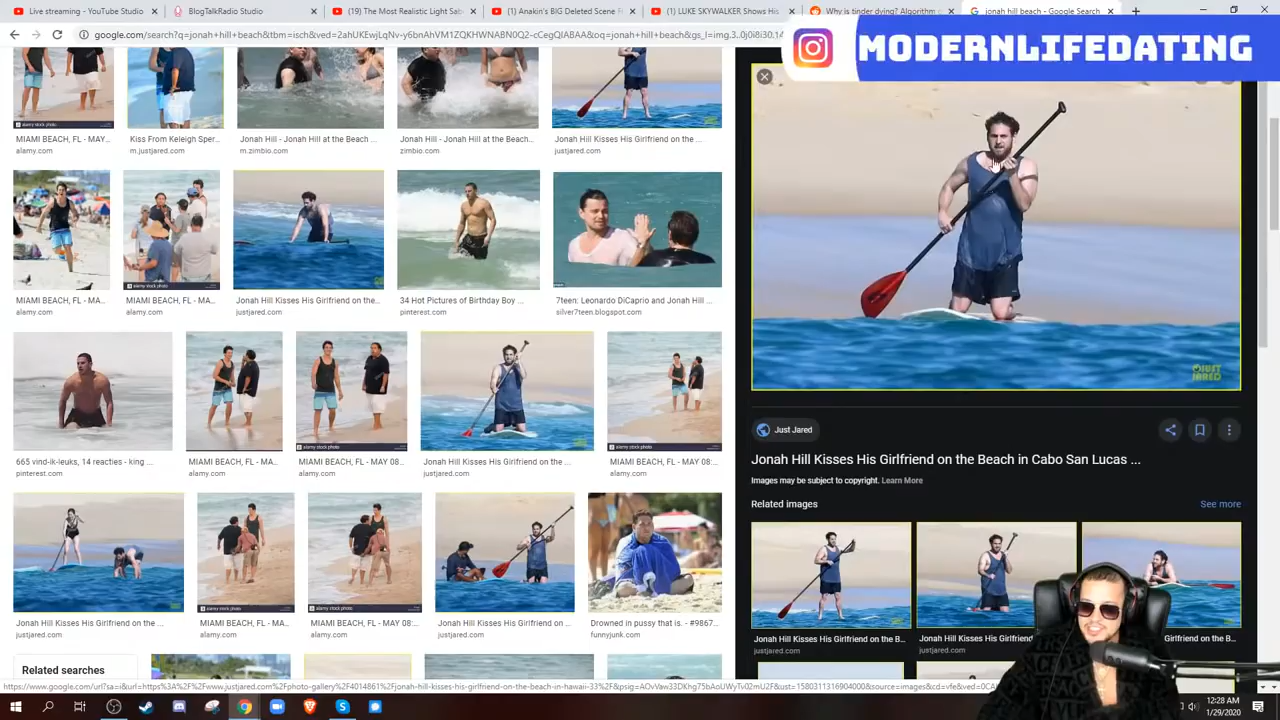 Live streaming - YouTube Studio
BlogTalkRadio Studio
(19) The Most Realistic Light Sab
(1) Anakin's BIG Deleted Scene F
(1) LUKE SKYWALKER Shows His
Why is tinder dying? Algorithm
jonah hill beach - Google Search
MODERNLIFEDATING
MIAMI BEACH, FL - MAY...
alamy.com
Kiss From Keleigh Sper...
m.justjared.com
Jonah Hill - Jonah Hill at the Beach ...
m.zimbio.com
Jonah Hill - Jonah Hill at the Beach...
zimbio.com
Jonah Hill Kisses His Girlfriend on the ...
justjared.com
MIAMI BEACH, FL - MA...
alamy.com
MIAMI BEACH, FL - MA...
alamy.com
Jonah Hill Kisses His Girlfriend on the...
justjared.com
34 Hot Pictures of Birthday Boy ...
pinterest.com
7teen: Leonardo DiCaprio and Jonah Hill ...
silver7teen.blogspot.com
665 vind-ik-leuks, 14 reacties - king ...
pinterest.com
MIAMI BEACH, FL - MA...
alamy.com
MIAMI BEACH, FL - MAY 08...
alamy.com
Jonah Hill Kisses His Girlfriend on the ...
justjared.com
MIAMI BEACH, FL - MAY 08:...
alamy.com
Jonah Hill Kisses His Girlfriend on the ...
justjared.com
MIAMI BEACH, FL - MA...
alamy.com
MIAMI BEACH, FL - MAY 08:...
alamy.com
Jonah Hill Kisses His Girlfriend on ...
justjared.com
Drowned in pussy that is. - #9867...
funnyjunk.com
Related searches
JUST
JARED
Just Jared
Jonah Hill Kisses His Girlfriend on the Beach in Cabo San Lucas ...
Images may be subject to copyright. Learn More
Related images
See more
Jonah Hill Kisses His Girlfriend on the B...
justjared.com
Jonah Hill Kisses His Girlfriend
justjared.com
Girlfriend on the B...
12:28 AM
1/29/2020